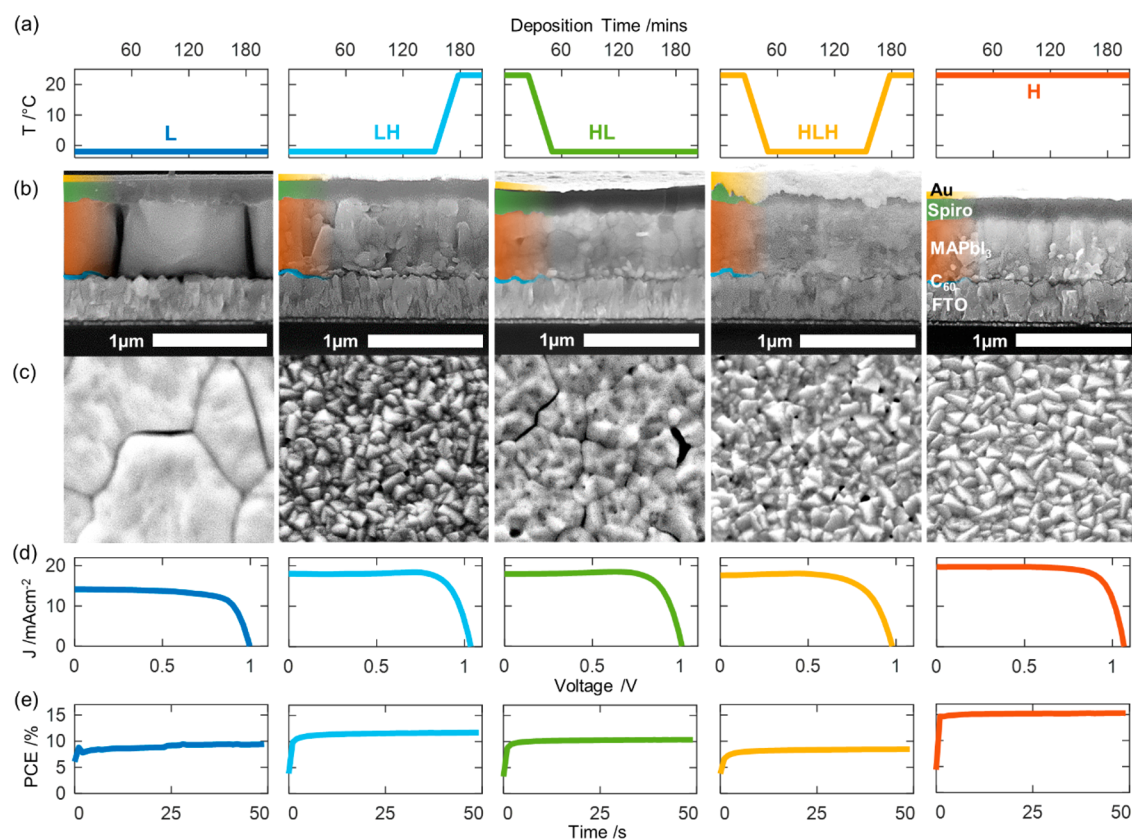 (a)
Deposition Time /mins
60 120 180 60 120 180 60 120 180 60 120 180 60 120 180
T /°C
20
10
0
L
LH
HL
HLH
H
(b)
Au
Spiro
MAPbI₃
C₆₀
FTO
1µm
1µm
1µm
1µm
1µm
(c)
(d)
J /mAcm⁻²
20
10
0
0 0.5 1 0 0.5 1 0 0.5 1 0 0.5 1 0 0.5 1
Voltage /V
(e)
PCE /%
15
10
5
0
0 25 50 0 25 50 0 25 50 0 25 50 0 25 50
Time /s